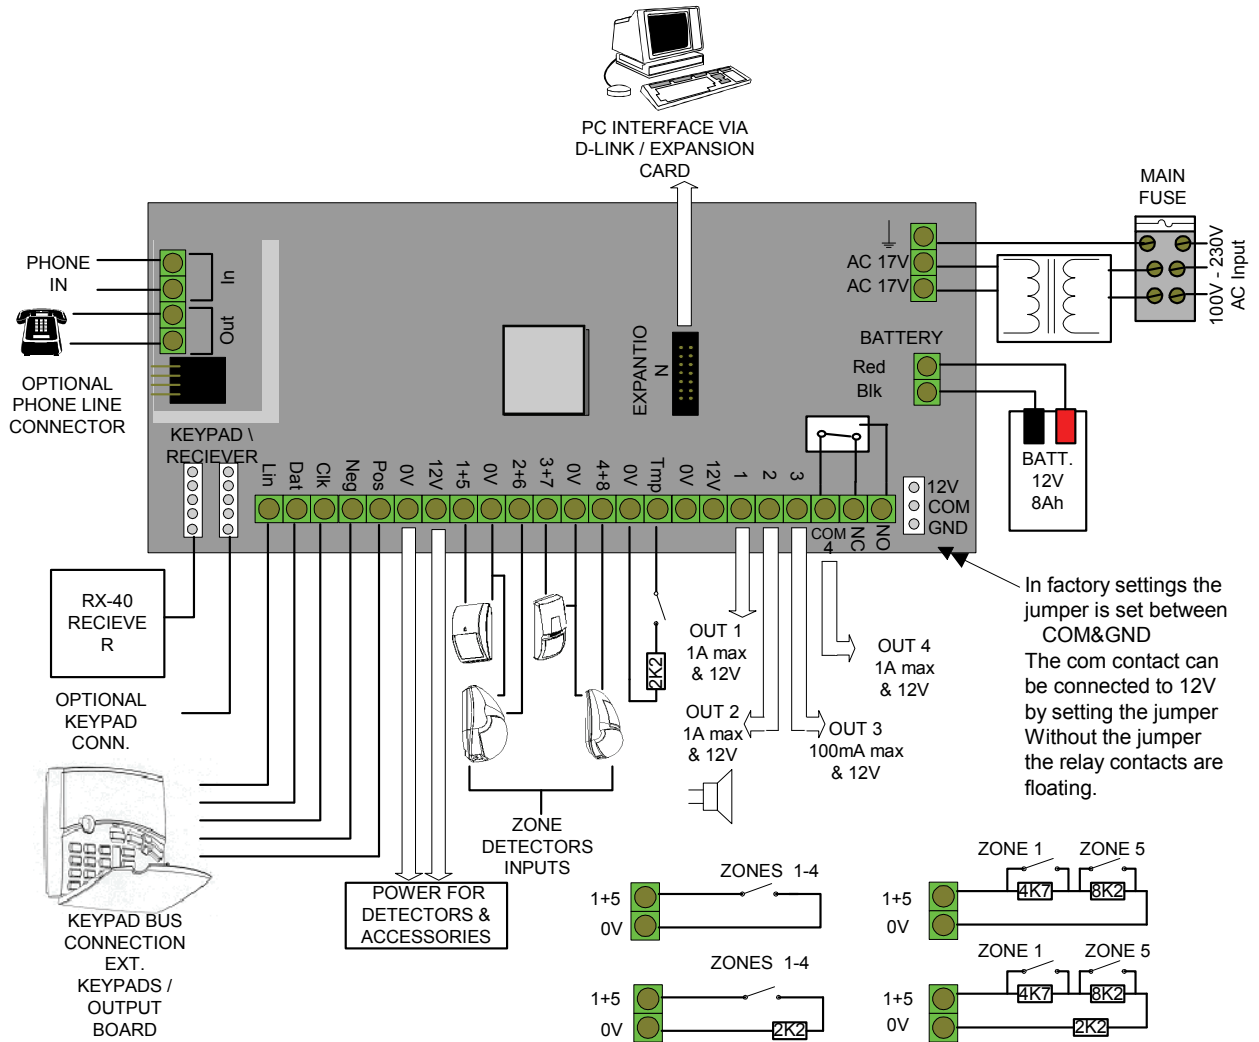 PC INTERFACE VIA
D-LINK / EXPANSION
CARD
MAIN
FUSE
100V - 230V
AC Input
PHONE
IN
In
Out
OPTIONAL
PHONE LINE
CONNECTOR
AC 17V
AC 17V
BATTERY
Red
Blk
BATT.
12V
8Ah
EXPANTIO
N
KEYPAD \
RECIEVER
Lin
Dat
Clk
Neg
Pos
0V
12V
1+5
0V
2+6
3+7
0V
4+8
0V
Tmp
0V
12V
1
2
3
COM
4
NC
NO
12V
COM
GND
RX-40
RECIEVE
R
OPTIONAL
KEYPAD
CONN.
2K2
OUT 1
1A max
& 12V
OUT 2
1A max
& 12V
OUT 3
100mA max
& 12V
OUT 4
1A max
& 12V
In factory settings the
jumper is set between
COM&GND
The com contact can
be connected to 12V
by setting the jumper
Without the jumper
the relay contacts are
floating.
ZONE
DETECTORS
INPUTS
POWER FOR
DETECTORS &
ACCESSORIES
KEYPAD BUS
CONNECTION
EXT.
KEYPADS /
OUTPUT
BOARD
ZONES 1-4
1+5
0V
ZONES 1-4
1+5
0V
2K2
ZONE 1
ZONE 5
4K7
8K2
1+5
0V
ZONE 1
ZONE 5
4K7
8K2
1+5
0V
2K2